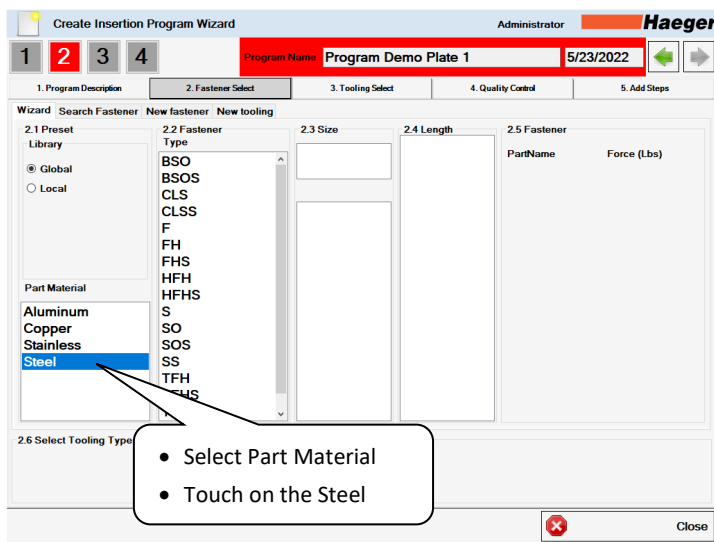 Create Insertion Program Wizard
Administrator
Haeger
1 2 3 4
Program Name Program Demo Plate 1 5/23/2022
1. Program Description 2. Fastener Select 3. Tooling Select 4. Quality Control 5. Add Steps
Wizard Search Fastener New fastener New tooling
2.1 Preset
Library
Global
Local
Part Material
Aluminum
Copper
Stainless
Steel
2.2 Fastener
Type
BSO
BSOS
CLS
CLSS
F
FH
FHS
HFH
HFHS
S
SO
SOS
SS
TFH
2.3 Size
2.4 Length
2.5 Fastener
PartName Force (Lbs)
2.6 Select Tooling Type
• Select Part Material
• Touch on the Steel
Close